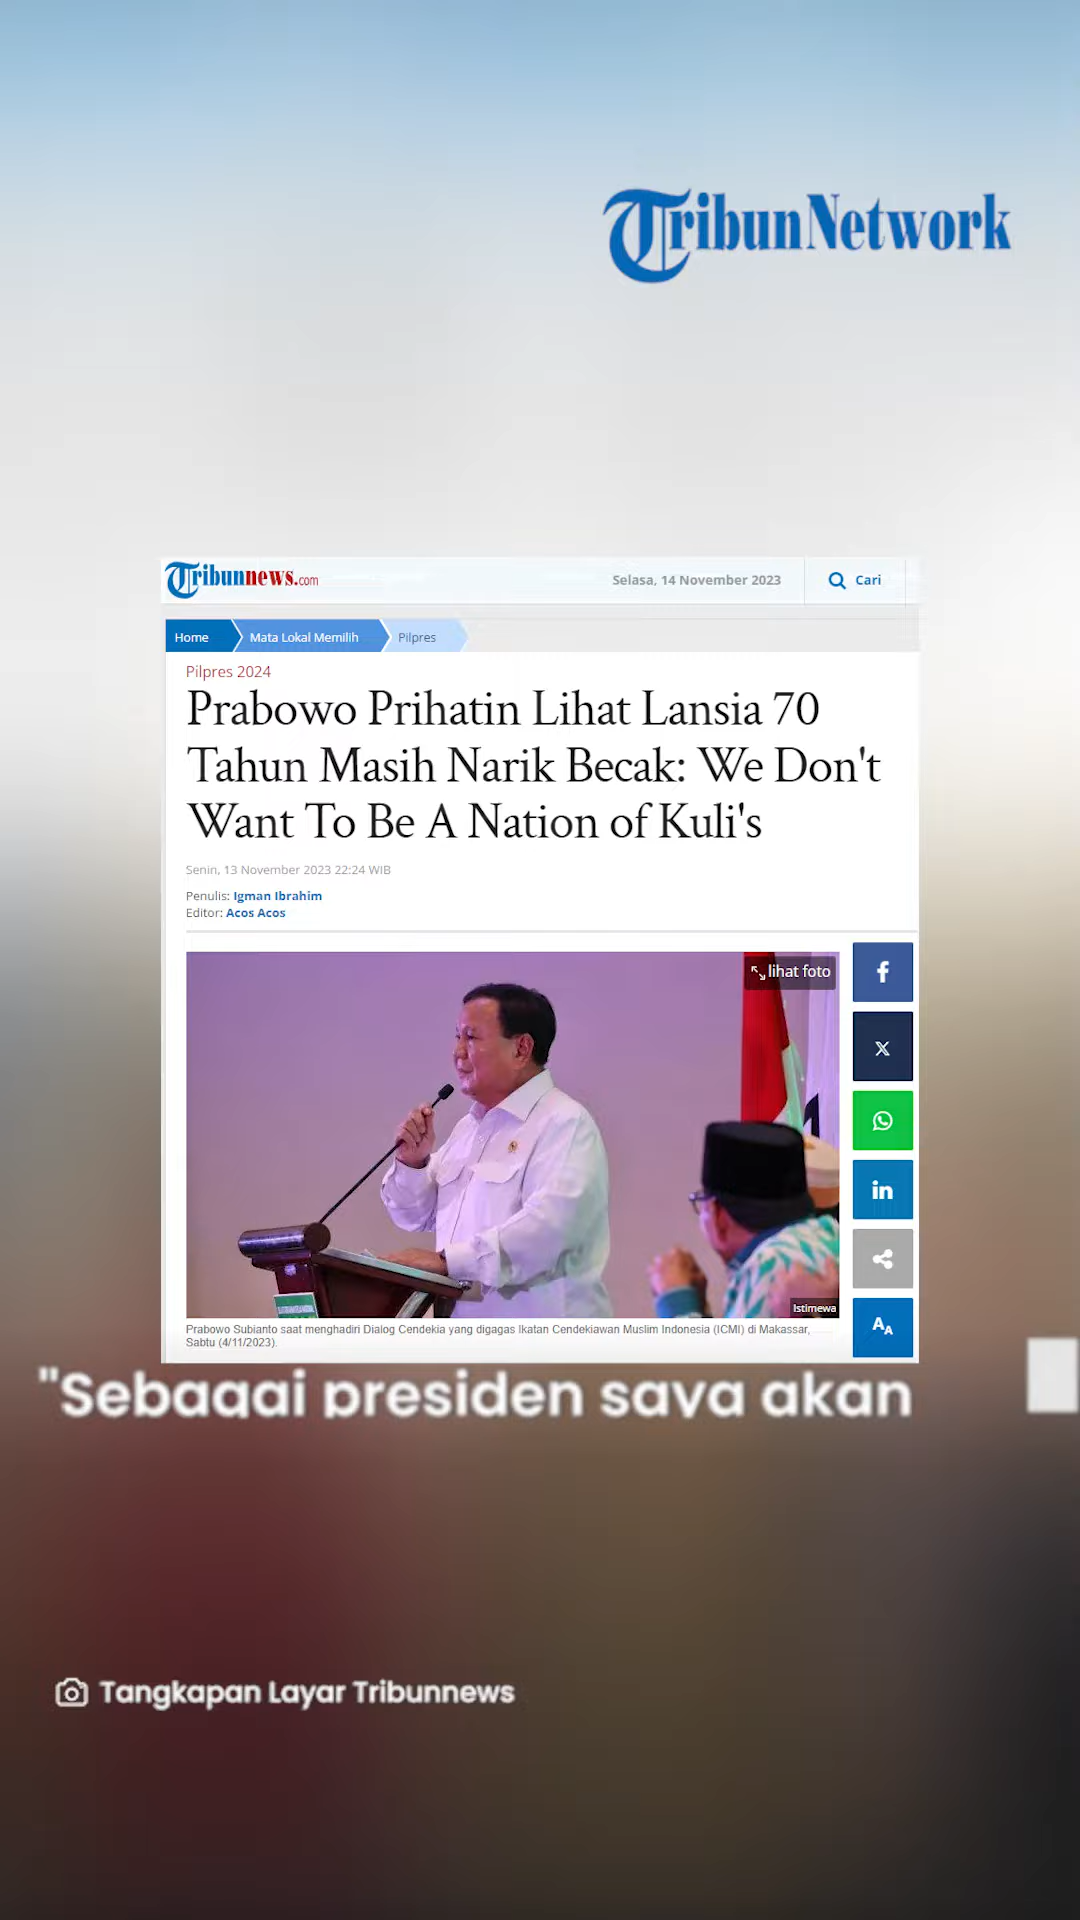 TribunNetwork
Tribunnews.com
Selasa, 14 November 2023
Cari
Home
Mata Lokal Memilih
Pilpres
Pilpres 2024
Prabowo Prihatin Lihat Lansia 70
Tahun Masih Narik Becak: We Don't
Want To Be A Nation of Kuli's
Senin, 13 November 2023 22:24 WIB
Penulis: Igman Ibrahim
Editor: Acos Acos
lihat foto
Istimewa
Prabowo Subianto saat menghadiri Dialog Cendekia yang digagas Ikatan Cendekiawan Muslim Indonesia (ICMI) di Makassar,
Sabtu (4/11/2023).
AA
"Sebagai presiden saya akan
Tangkapan Layar Tribunnews